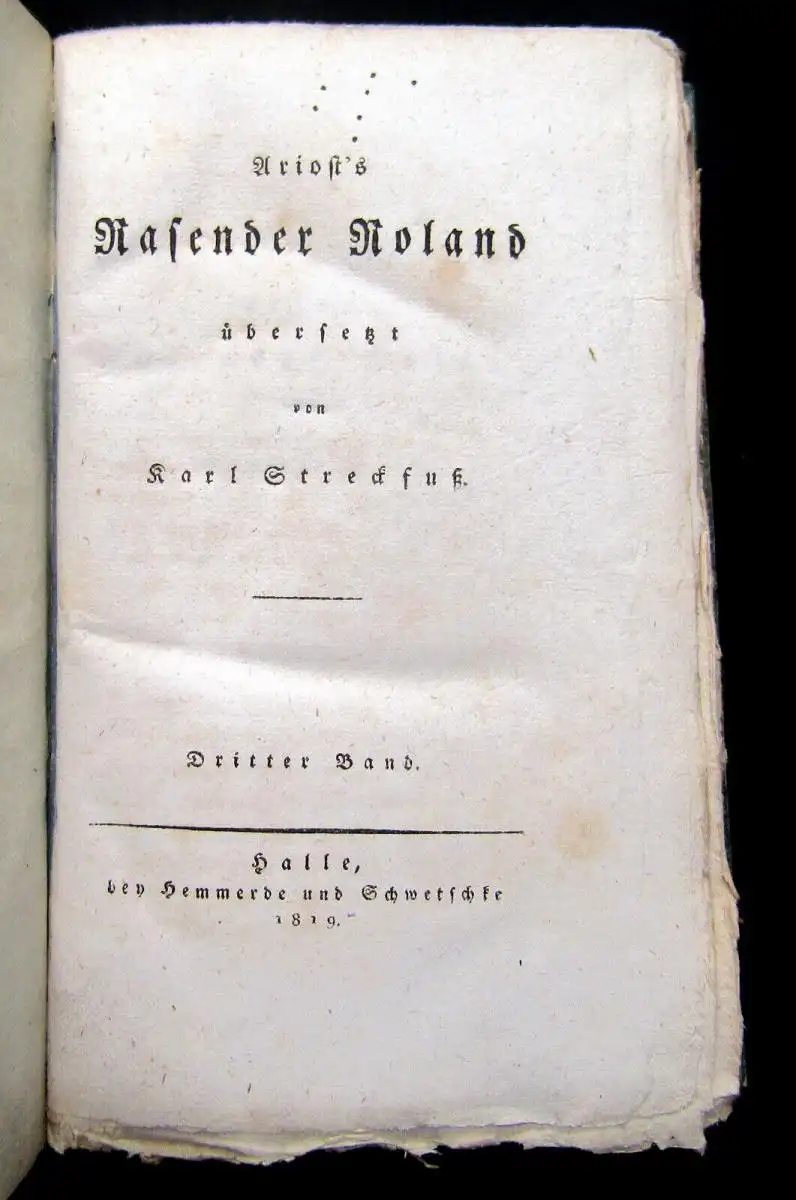 Arioſt's
Raſender Roland
überſetzt
von
Karl Streckfuß.
Dritter Band.
Halle,
bey Hemmerde und Schwetſchke
1819.